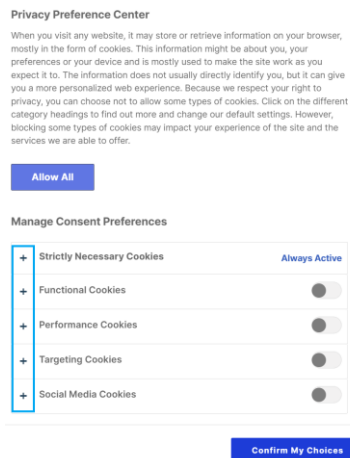 Privacy Preference Center
When you visit any website, it may store or retrieve information on your browser,
mostly in the form of cookies. This information might be about you, your
preferences or your device and is mostly used to make the site work as you
expect it to. The information does not usually directly identify you, but it can give
you a more personalized web experience. Because we respect your right to
privacy, you can choose not to allow some types of cookies. Click on the different
category headings to find out more and change our default settings. However,
blocking some types of cookies may impact your experience of the site and the
services we are able to offer.
Allow All
Manage Consent Preferences
+ Strictly Necessary Cookies Always Active
+ Functional Cookies
+ Performance Cookies
+ Targeting Cookies
+ Social Media Cookies
Confirm My Choices